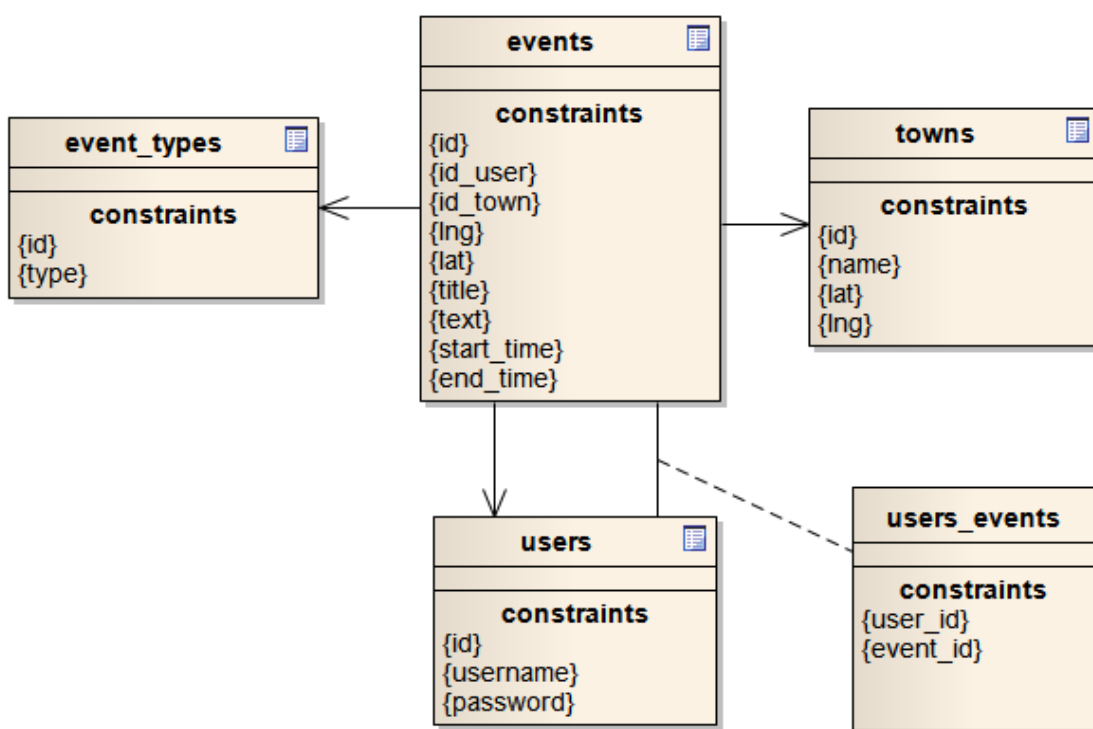 events
constraints
{id}
{id_user}
{id_town}
{lng}
{lat}
{title}
{text}
{start_time}
{end_time}
event_types
constraints
{id}
{type}
towns
constraints
{id}
{name}
{lat}
{lng}
users
constraints
{id}
{username}
{password}
users_events
constraints
{user_id}
{event_id}